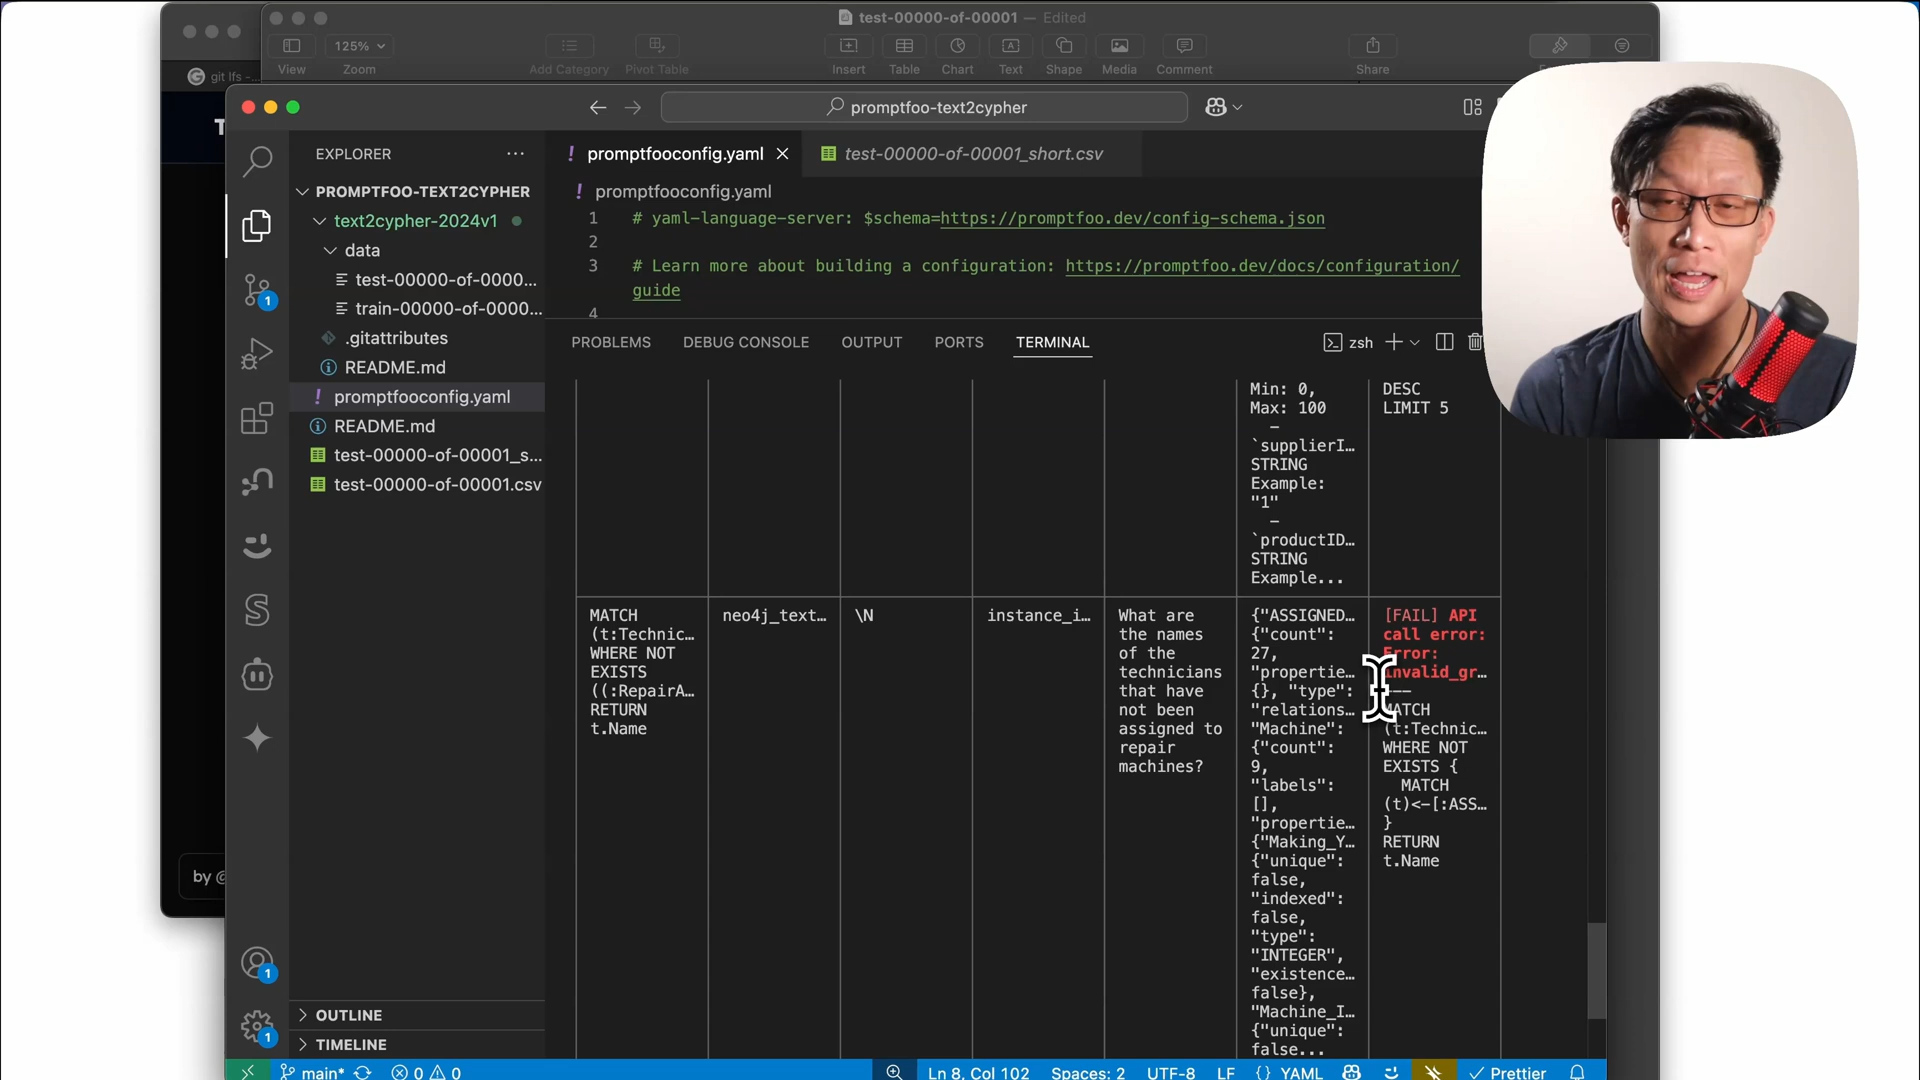 test-00000-of-00001 — Edited
125%
View
Zoom
Add Category
Pivot Table
Insert
Table
Chart
Text
Shape
Media
Comment
Share
git lfs -...
promptfoo-text2cypher
EXPLORER
promptfooconfig.yaml
test-00000-of-00001_short.csv
PROMPTFOO-TEXT2CYPHER
text2cypher-2024v1
data
test-00000-of-0000...
train-00000-of-0000...
.gitattributes
README.md
promptfooconfig.yaml
README.md
test-00000-of-00001_s...
test-00000-of-00001.csv
OUTLINE
TIMELINE
by @
promptfooconfig.yaml
1 # yaml-language-server: $schema=https://promptfoo.dev/config-schema.json
2
3 # Learn more about building a configuration: https://promptfoo.dev/docs/configuration/
guide
4
PROBLEMS
DEBUG CONSOLE
OUTPUT
PORTS
TERMINAL
zsh
Min: 0,
Max: 100
–
`supplierI…
STRING
Example:
"1"
–
`productID…
STRING
Example...
DESC
LIMIT 5
MATCH
(t:Technic…
WHERE NOT
EXISTS
((:RepairA…
RETURN
t.Name
neo4j_text…
\N
instance_i…
What are
the names
of the
technicians
that have
not been
assigned to
repair
machines?
{"ASSIGNED…
{"count":
27,
"propertie…
{}, "type":
"relations…
"Machine":
{"count":
9,
"labels":
[],
"propertie…
{"Making_Y…
{"unique":
false,
"indexed":
false,
"type":
"INTEGER",
"existence…
false},
"Machine_I…
{"unique":
false...
[FAIL] API
call error:
Error:
invalid_gr…
---
MATCH
(t:Technic…
WHERE NOT
EXISTS {
MATCH
(t)<-[:ASS…
}
RETURN
t.Name
main*
0
0
Ln 8, Col 102
Spaces: 2
UTF-8
LF
{} YAML
Prettier